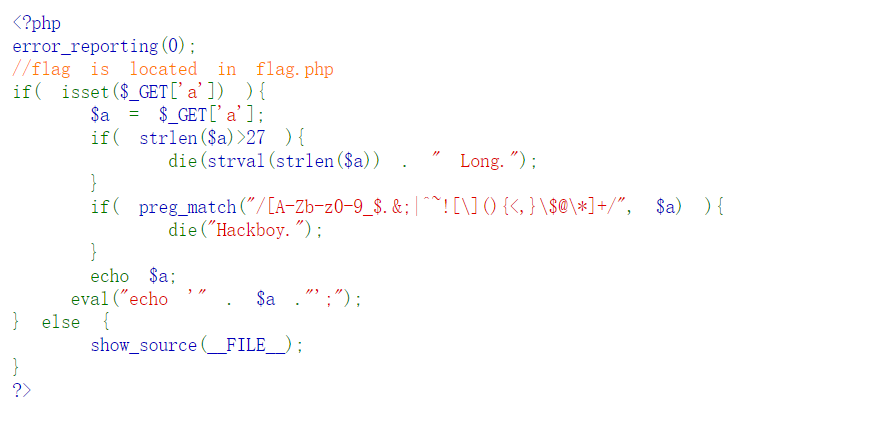 <?php
error_reporting(0);
//flag is located in flag.php
if( isset($_GET['a']) ){
$a = $_GET['a'];
if( strlen($a)>27 ){
die(strval(strlen($a)) . " Long.");
}
if( preg_match("/[A-Zb-z0-9_$.&;|^~![\](){<,}\$@\*]+/", $a) ){
die("Hackboy.");
}
echo $a;
eval("echo '" . $a ."';");
} else {
show_source(__FILE__);
}
?>